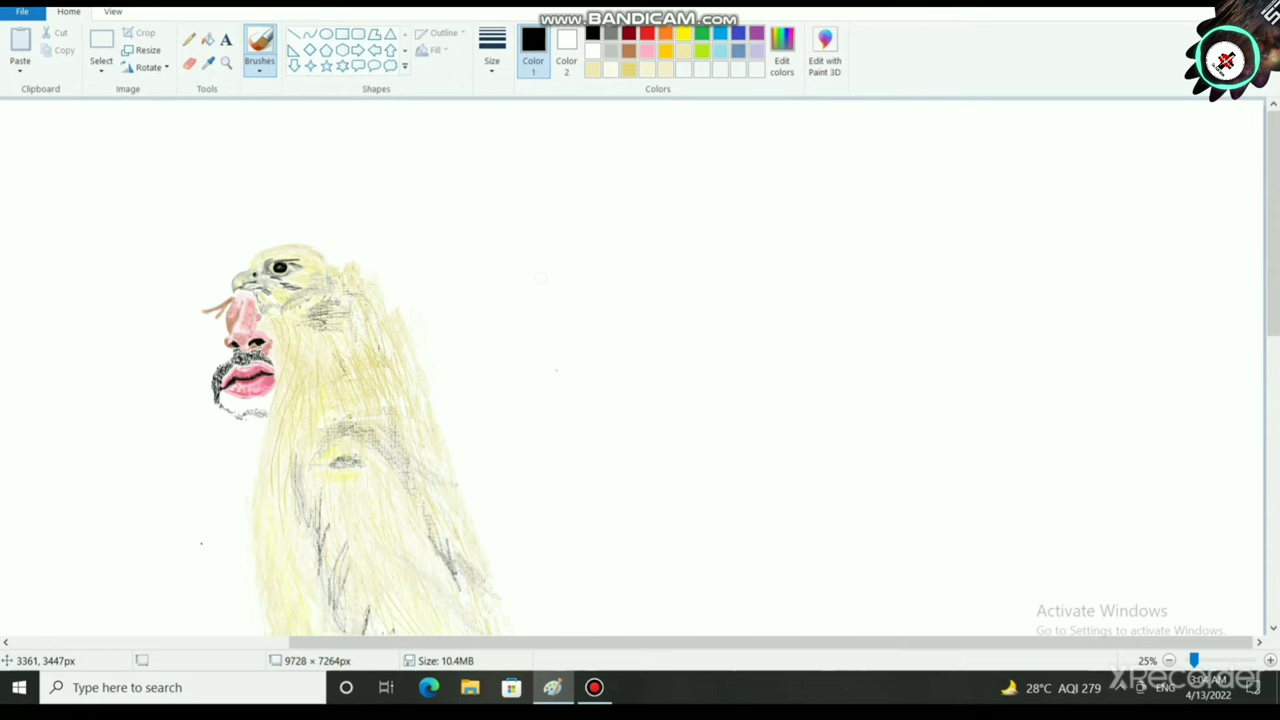 www.BANDICAM.com
File Home View
Paste
Cut
Copy
Clipboard
Select
Crop
Resize
Rotate
Image
A
Tools
Brushes
Outline
Fill
Shapes
Size
Color 1
Color 2
Edit colors
Colors
Edit with Paint 3D
Activate Windows
Go to Settings to activate Windows.
3361, 3447px
9728 × 7264px
Size: 10.4MB
25%
Type here to search
28°C AQI 279
ENG
3:04 AM
4/13/2022
XRecorder